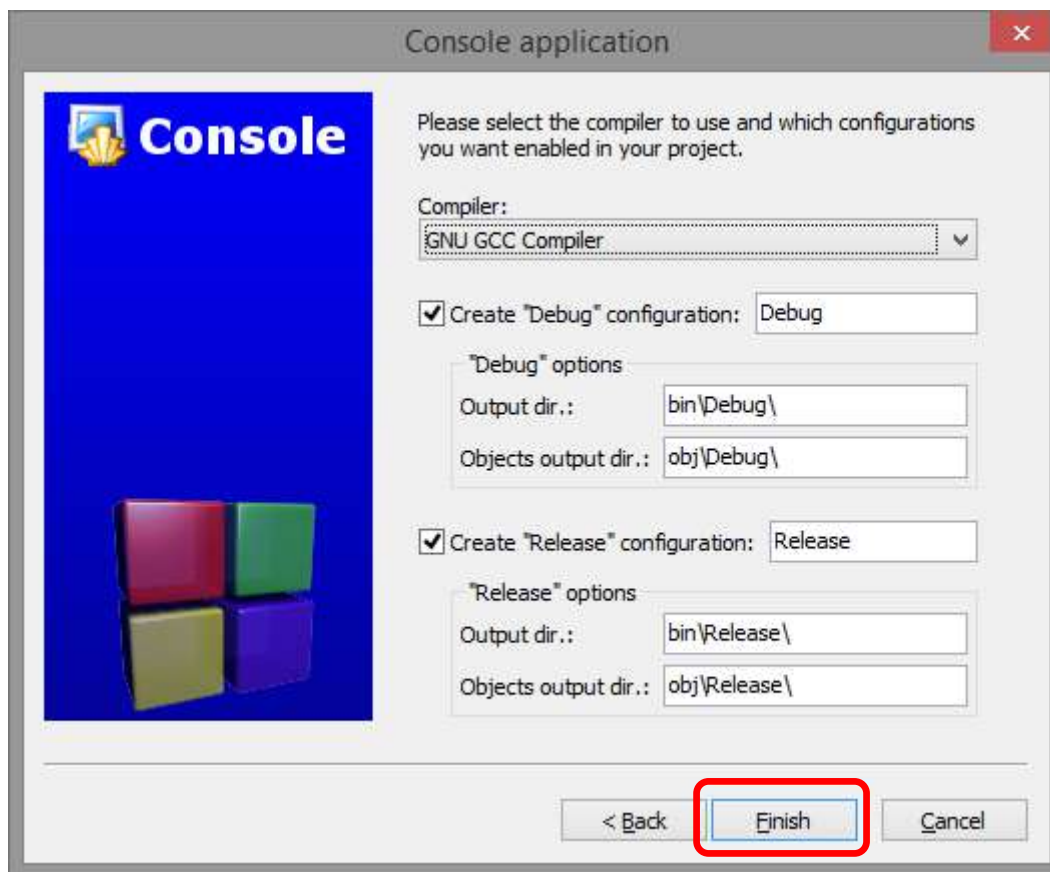 Console application
Console
Please select the compiler to use and which configurations
you want enabled in your project.
Compiler:
GNU GCC Compiler
Create "Debug" configuration: Debug
"Debug" options
Output dir.: bin\Debug\
Objects output dir.: obj\Debug\
Create "Release" configuration: Release
"Release" options
Output dir.: bin\Release\
Objects output dir.: obj\Release\
< Back Finish Cancel